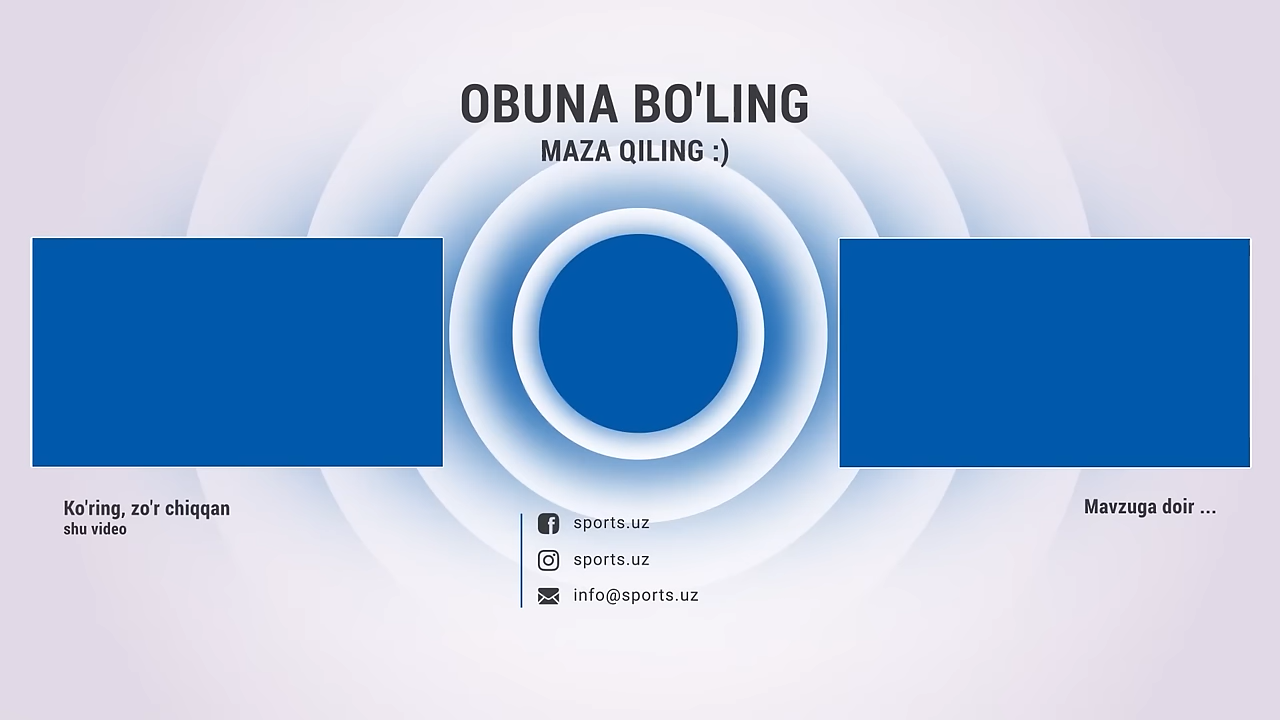 OBUNA BO'LING
MAZA QILING :)
Ko'ring, zo'r chiqqan
shu video
Mavzuga doir ...
sports.uz
sports.uz
info@sports.uz